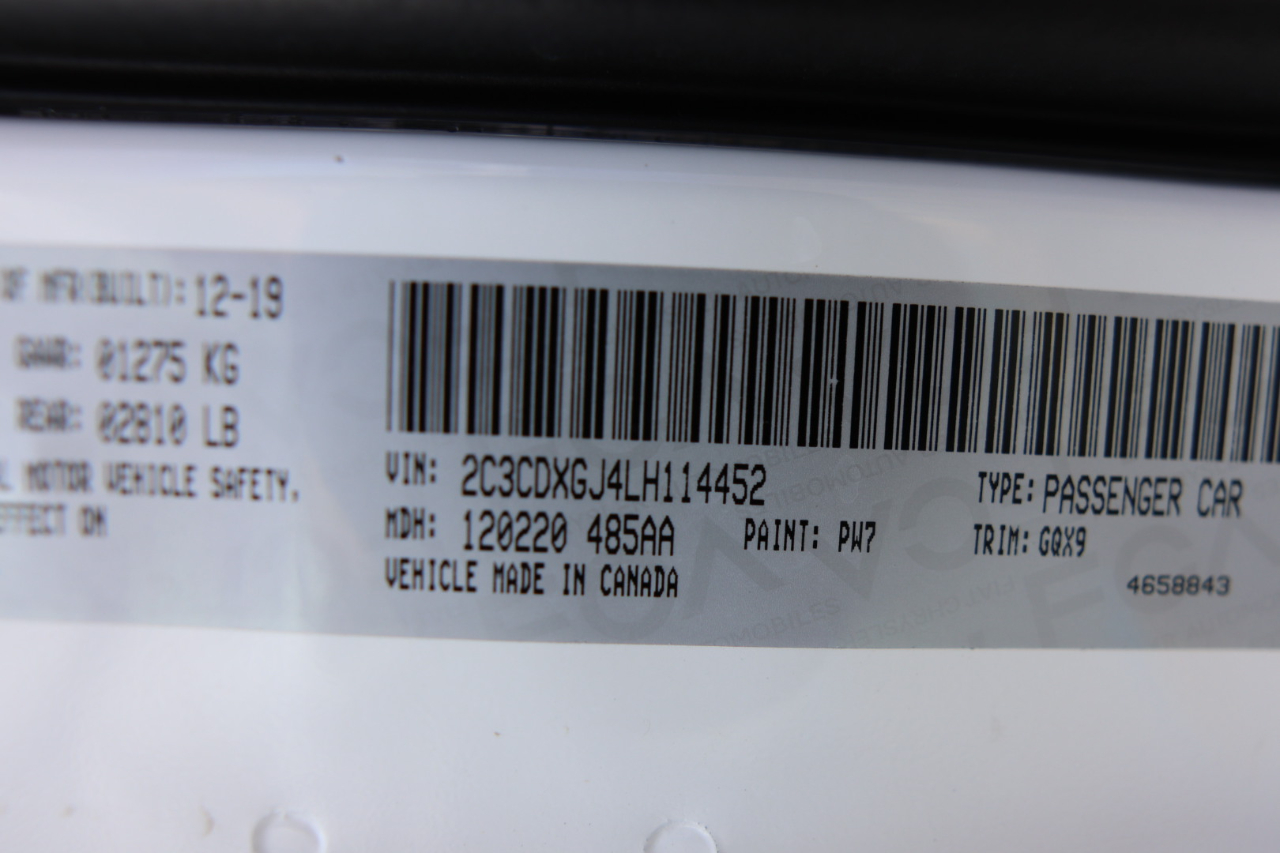 OF MFR(BUILT): 12-19
GAWR: 01275 KG
REAR: 02810 LB
L MOTOR VEHICLE SAFETY,
EFFECT ON
VIN: 2C3CDXGJ4LH114452 TYPE: PASSENGER CAR
MDH: 120220 485AA PAINT: PW7 TRIM: GQX9
VEHICLE MADE IN CANADA 4658843